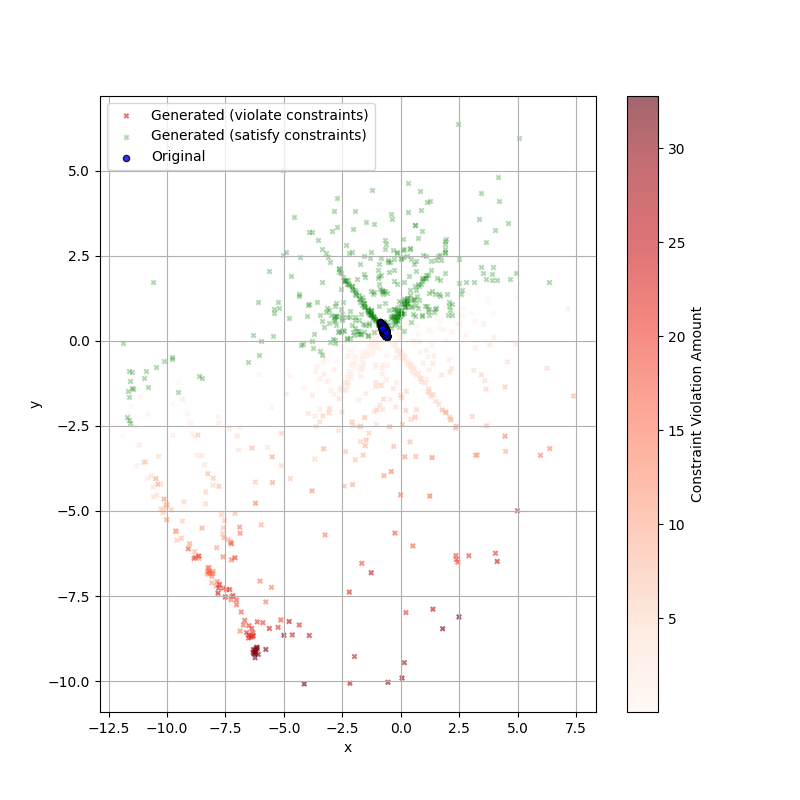 Generated (violate constraints)
Generated (satisfy constraints)
Original
5.0
2.5
0.0
−2.5
−5.0
−7.5
−10.0
y
−12.5 −10.0 −7.5 −5.0 −2.5 0.0 2.5 5.0 7.5
x
30
25
20
15
10
5
Constraint Violation Amount